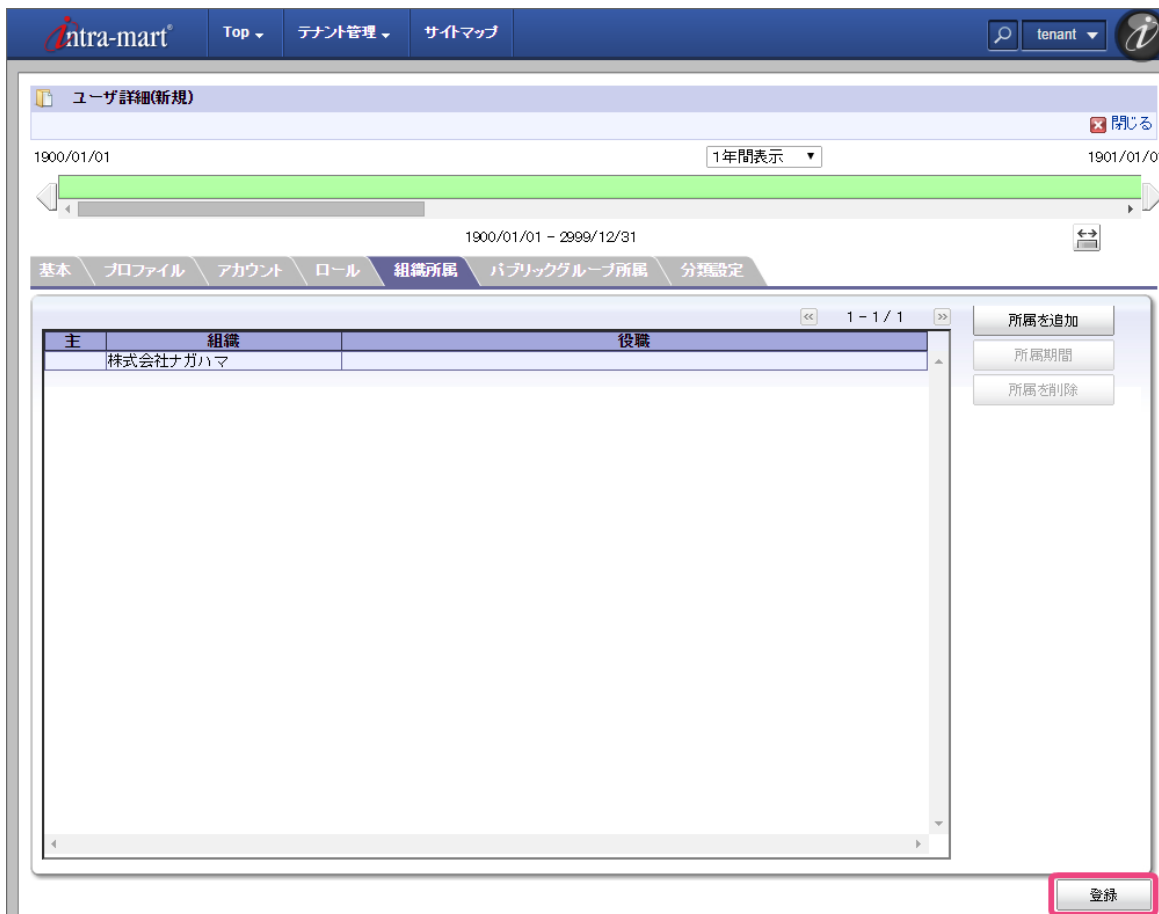 intra-mart® Top テナント管理 サイトマップ tenant
ユーザ詳細(新規)
閉じる
1900/01/01 1年間表示 1901/01/0
1900/01/01 - 2999/12/31
基本 プロファイル アカウント ロール 組織所属 パブリックグループ所属 分類設定
1 - 1 / 1 所属を追加
主 組織 役職
株式会社ナガハマ 所属期間
所属を削除
登録